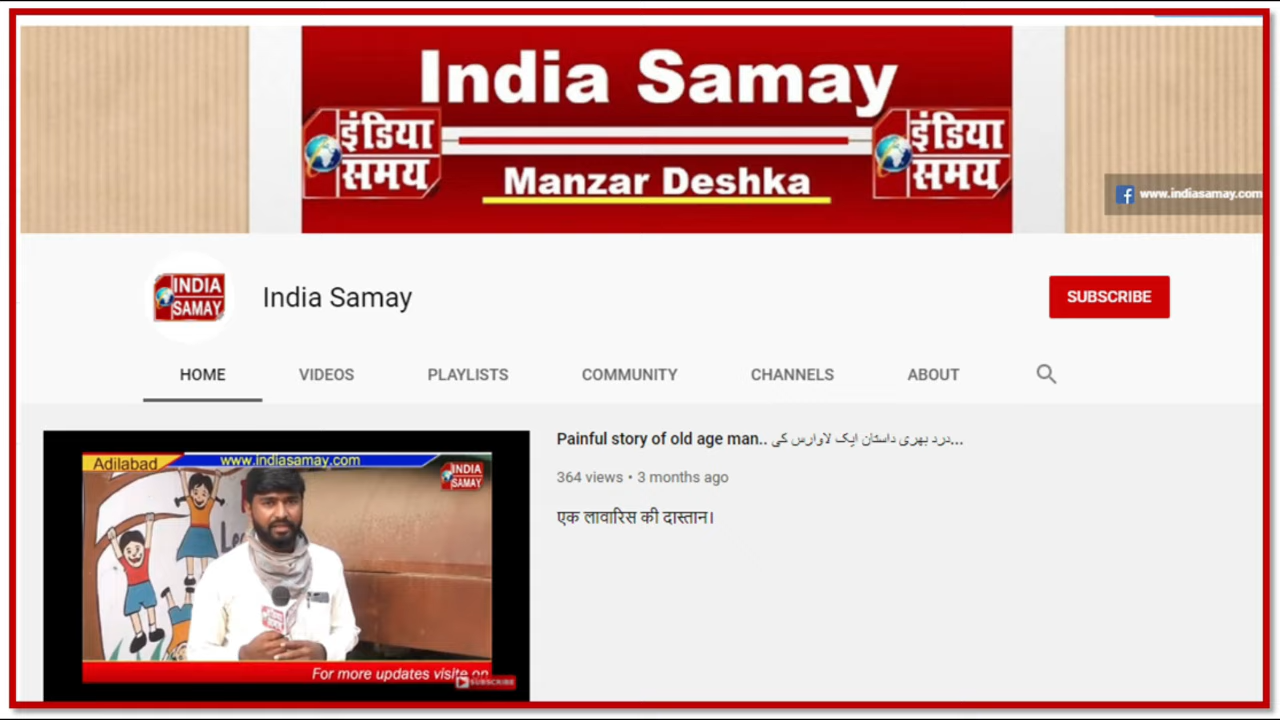 India Samay
इंडिया
समय
इंडिया
समय
Manzar Deshka
www.indiasamay.com
INDIA
SAMAY
India Samay
SUBSCRIBE
HOME VIDEOS PLAYLISTS COMMUNITY CHANNELS ABOUT
Painful story of old age man.. درد بھری داستان ایک لاوارس کی...
364 views • 3 months ago
एक लावारिस की दास्तान।
Adilabad www.indiasamay.com
INDIA
SAMAY
For more updates visite on
SUBSCRIBE